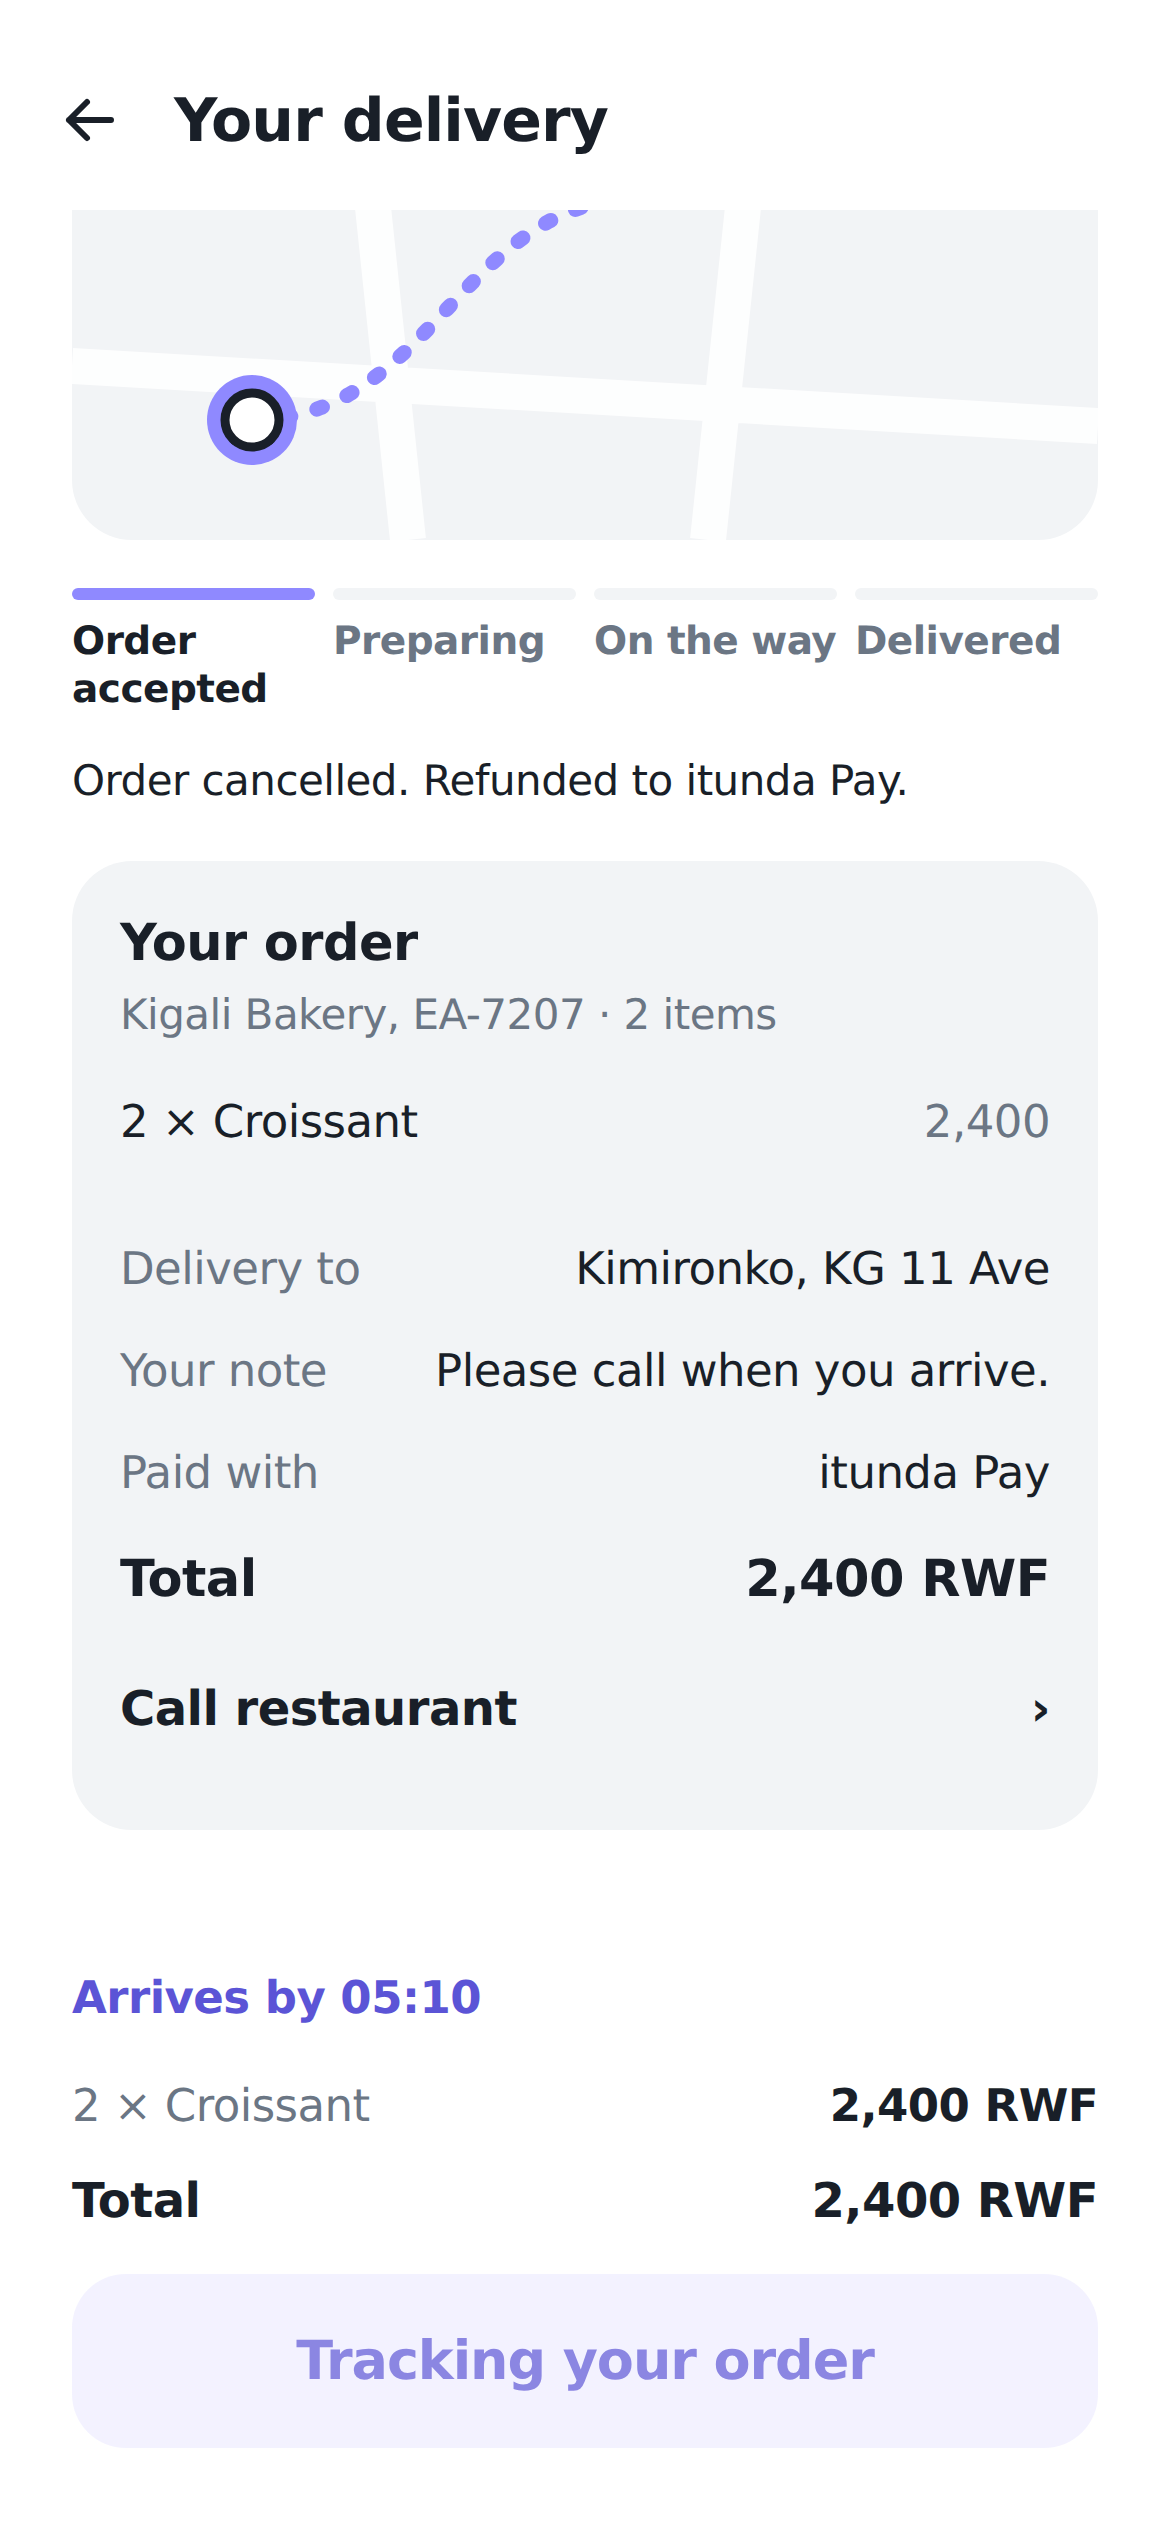 Your delivery
Order accepted
Preparing
On the way
Delivered
Order cancelled. Refunded to itunda Pay.
Your order
Kigali Bakery, EA-7207 · 2 items
2 × Croissant 2,400
Delivery to Kimironko, KG 11 Ave
Your note Please call when you arrive.
Paid with itunda Pay
Total 2,400 RWF
Call restaurant ›
Arrives by 05:10
2 × Croissant 2,400 RWF
Total 2,400 RWF
Tracking your order